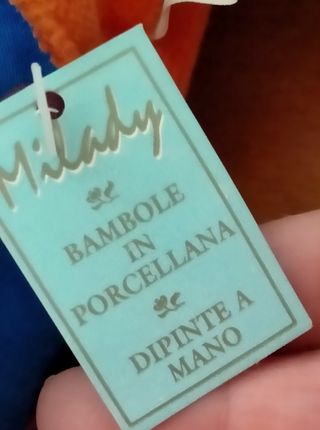 Milady
BAMBOLE
IN
PORCELLANA
DIPINTE A
MANO